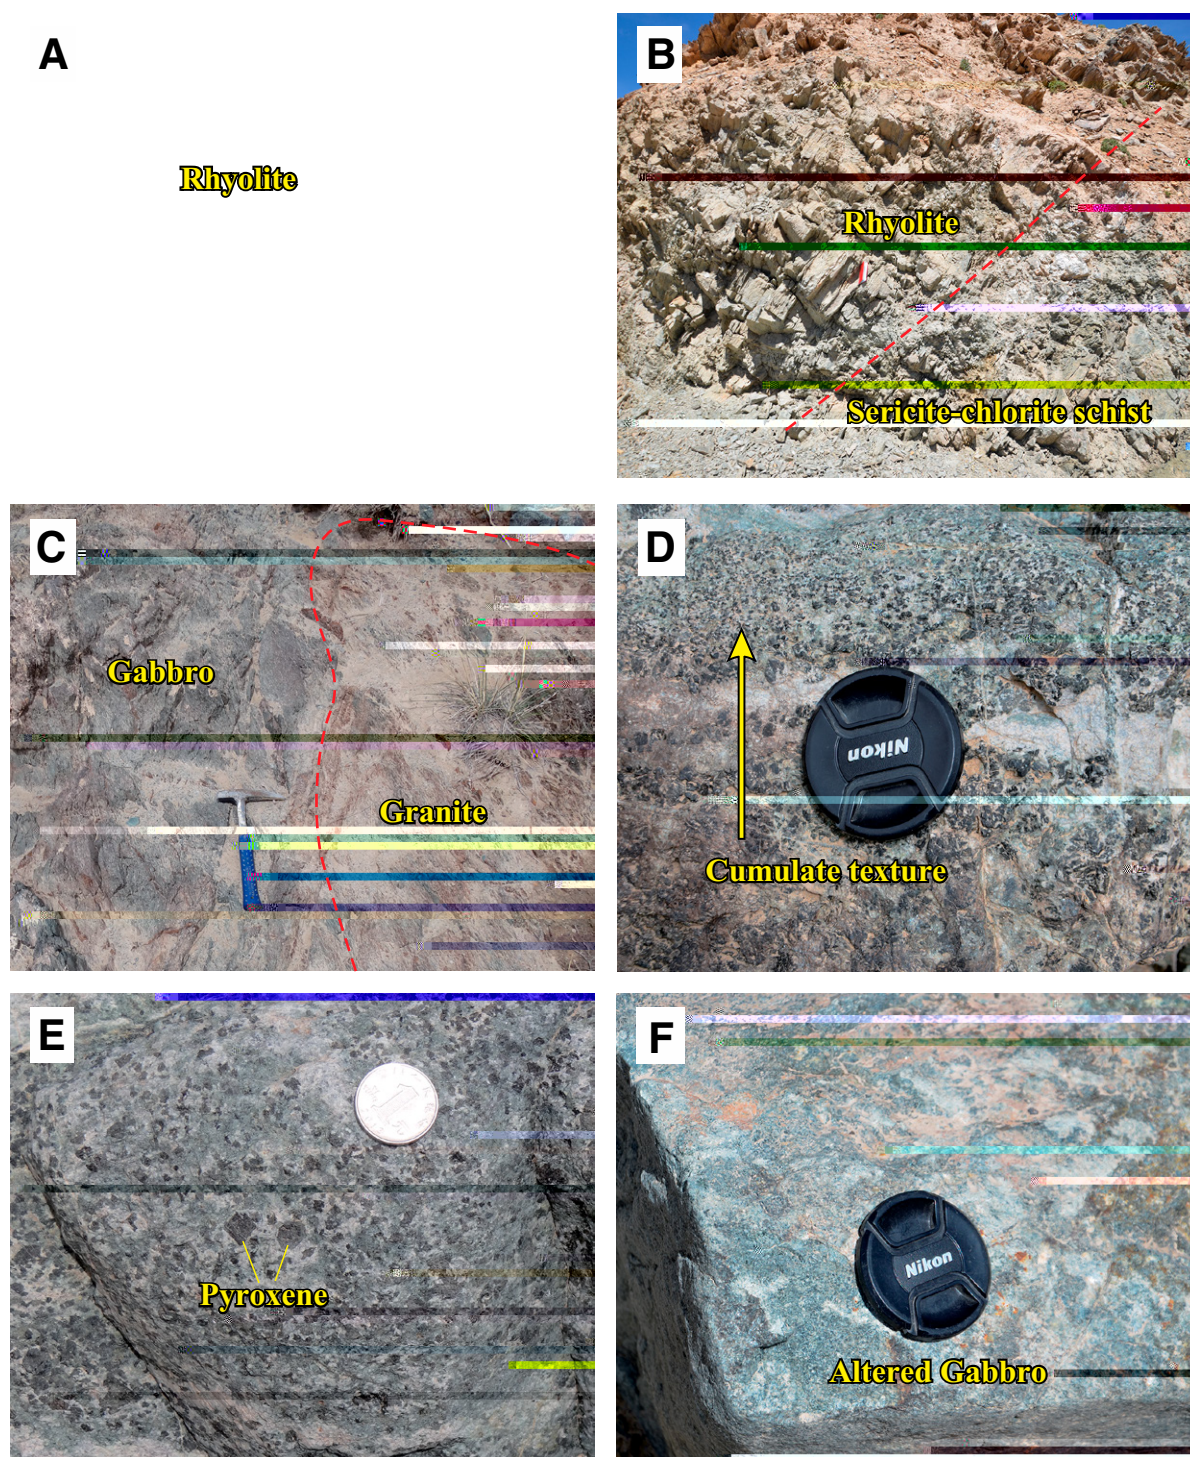 A
Rhyolite
B
Rhyolite
Sericite-chlorite schist
C
Gabbro
Granite
D
Nikon
Cumulate texture
E
Pyroxene
F
Nikon
Altered Gabbro